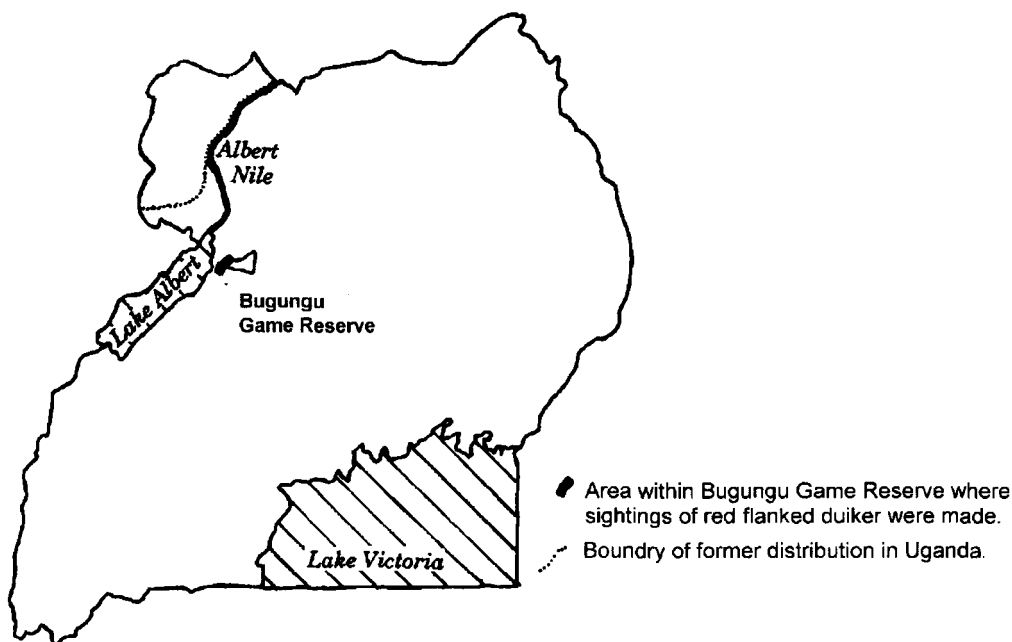 Albert
Nile
Lake Albert
Bugungu
Game Reserve
Lake Victoria
Area within Bugungu Game Reserve where
sightings of red flanked duiker were made.
Boundry of former distribution in Uganda.